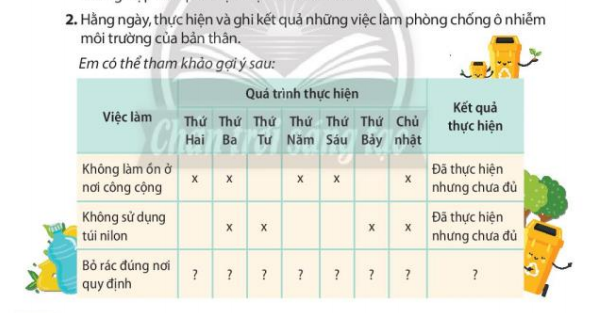 2. Hằng ngày, thực hiện và ghi kết quả những việc làm phòng chống ô nhiễm
môi trường của bản thân.
Em có thể tham khảo gợi ý sau:
Việc làm
Quá trình thực hiện
Kết quả
thực hiện
Thứ Hai
Thứ Ba
Thứ Tư
Thứ Năm
Thứ Sáu
Thứ Bảy
Chủ nhật
Không làm ồn ở
nơi công cộng
x x x x x
Đã thực hiện
nhưng chưa đủ
Không sử dụng
túi nilon
x x x x
Đã thực hiện
nhưng chưa đủ
Bỏ rác đúng nơi
quy định
? ? ? ? ? ? ? ?
Chân trời sáng tạo